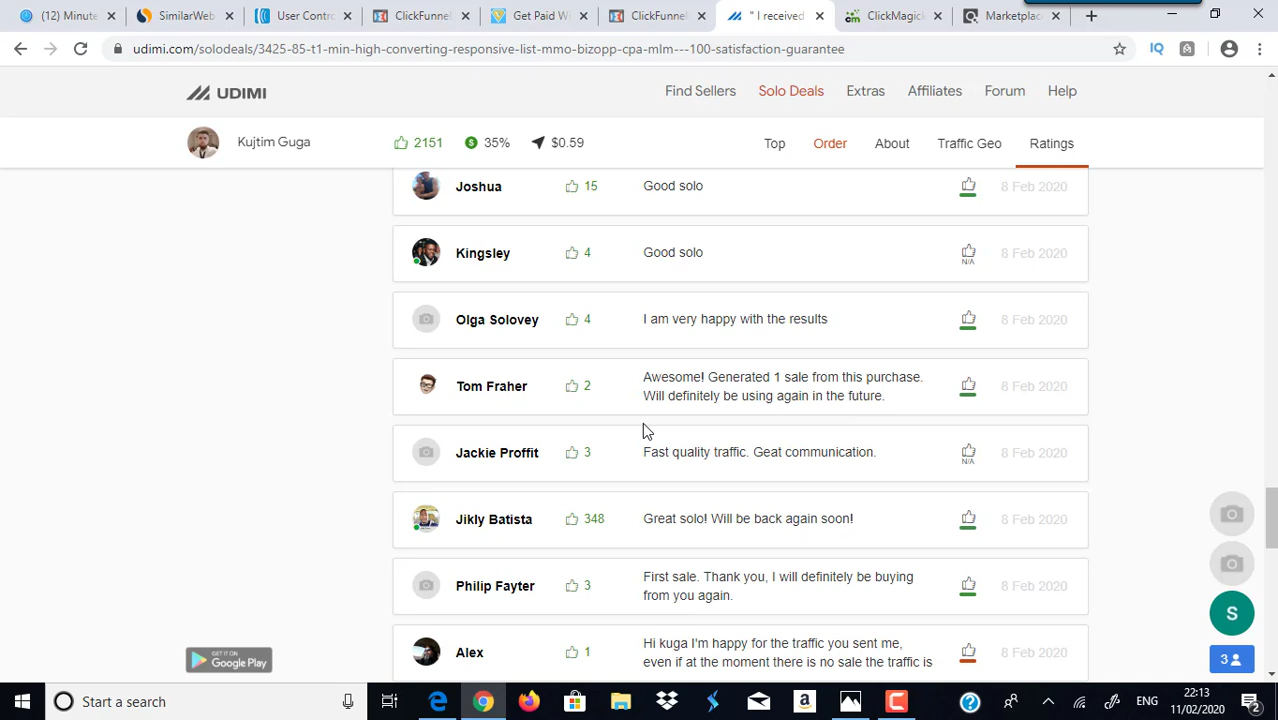 (12) Minute
SimilarWeb
User Contro
ClickFunnel
Get Paid Wi
ClickFunnel
" I received
ClickMagick
Marketplac
udimi.com/solodeals/3425-85-t1-min-high-converting-responsive-list-mmo-bizopp-cpa-mlm---100-satisfaction-guarantee
UDIMI
Find Sellers Solo Deals Extras Affiliates Forum Help
Kujtim Guga 2151 35% $0.59 Top Order About Traffic Geo Ratings
Joshua 15 Good solo 8 Feb 2020
Kingsley 4 Good solo N/A 8 Feb 2020
Olga Solovey 4 I am very happy with the results 8 Feb 2020
Tom Fraher 2 Awesome! Generated 1 sale from this purchase.
Will definitely be using again in the future. 8 Feb 2020
Jackie Proffit 3 Fast quality traffic. Geat communication. N/A 8 Feb 2020
Jikly Batista 348 Great solo! Will be back again soon! 8 Feb 2020
Philip Fayter 3 First sale. Thank you, I will definitely be buying
from you again. 8 Feb 2020
Alex 1 Hi kuga I'm happy for the traffic you sent me,
even if at the moment there is no sale the traffic is 8 Feb 2020
S
3
GET IT ON
Google Play
Start a search
ENG
22:13
11/02/2020
2